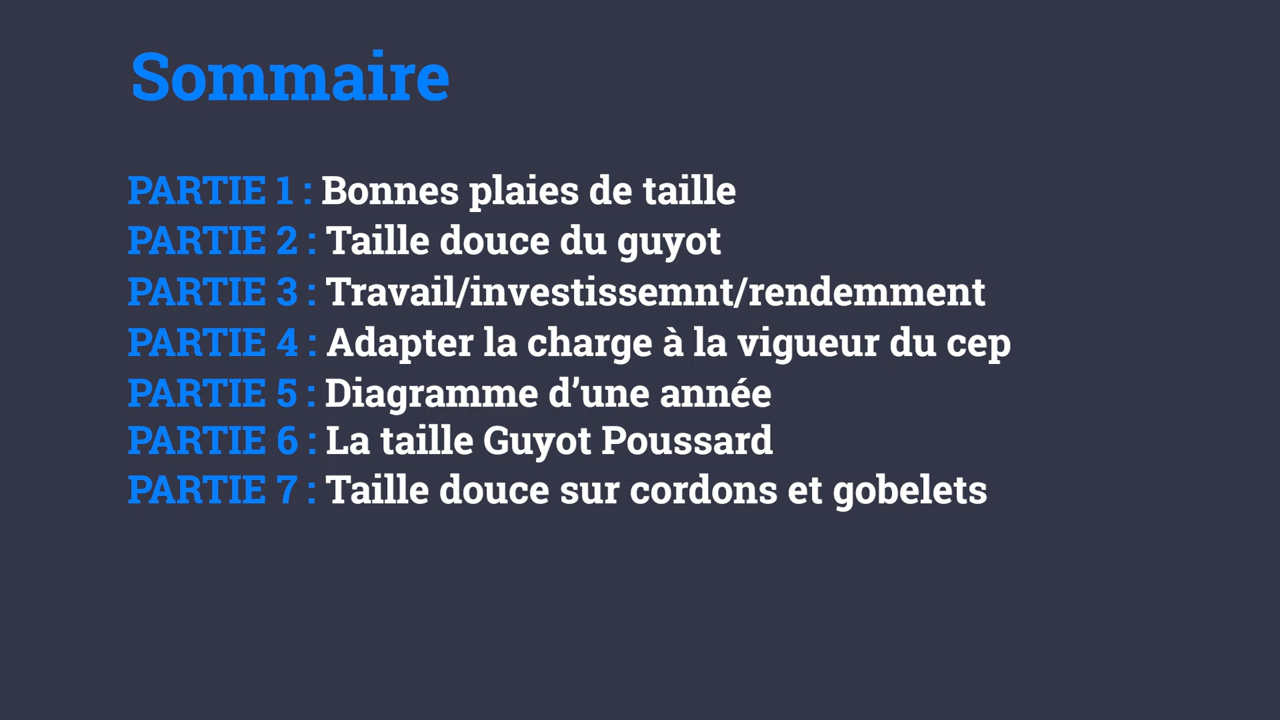 Sommaire
PARTIE 1 : Bonnes plaies de taille
PARTIE 2 : Taille douce du guyot
PARTIE 3 : Travail/investissemnt/rendemment
PARTIE 4 : Adapter la charge à la vigueur du cep
PARTIE 5 : Diagramme d’une année
PARTIE 6 : La taille Guyot Poussard
PARTIE 7 : Taille douce sur cordons et gobelets